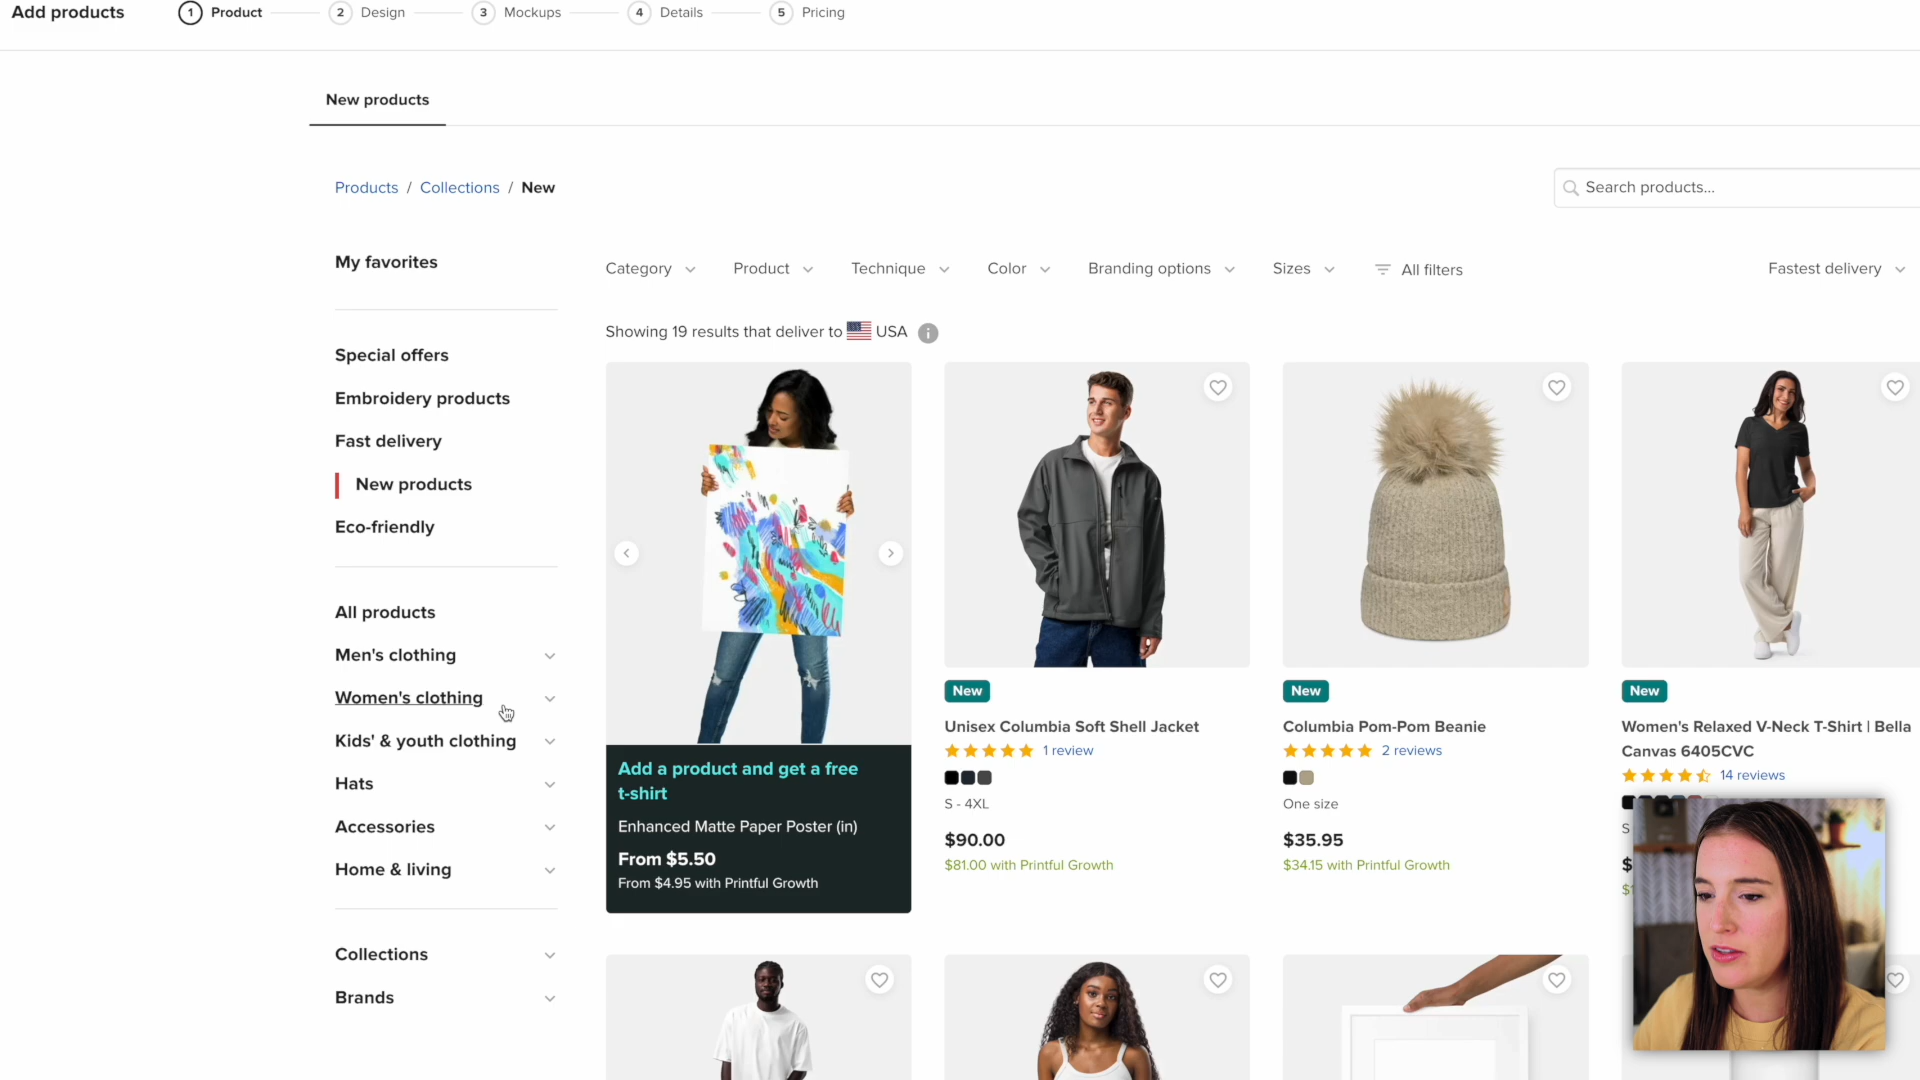 Add products
1 Product
2 Design
3 Mockups
4 Details
5 Pricing
New products
Products / Collections / New
Search products...
My favorites
Special offers
Embroidery products
Fast delivery
New products
Eco-friendly
All products
Men's clothing
Women's clothing
Kids' & youth clothing
Hats
Accessories
Home & living
Collections
Brands
Category
Product
Technique
Color
Branding options
Sizes
All filters
Fastest delivery
Showing 19 results that deliver to USA
Add a product and get a free
t-shirt
Enhanced Matte Paper Poster (in)
From $5.50
From $4.95 with Printful Growth
New
Unisex Columbia Soft Shell Jacket
1 review
S - 4XL
$90.00
$81.00 with Printful Growth
New
Columbia Pom-Pom Beanie
2 reviews
One size
$35.95
$34.15 with Printful Growth
New
Women's Relaxed V-Neck T-Shirt | Bella
Canvas 6405CVC
14 reviews
S